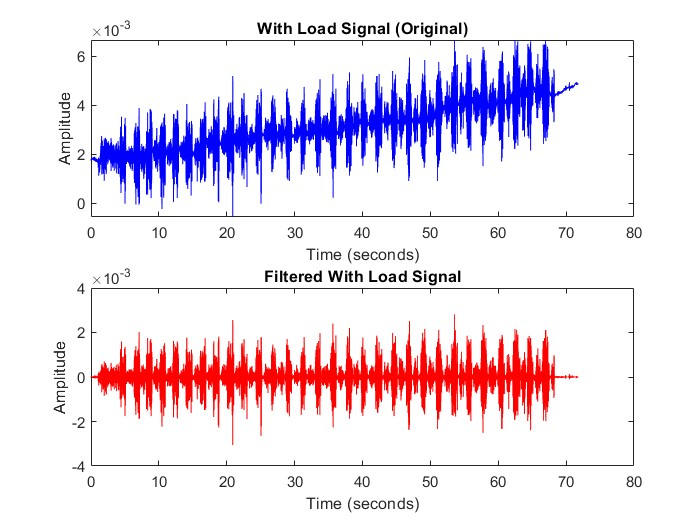 With Load Signal (Original)
×10-3
6
4
2
0
Amplitude
0 10 20 30 40 50 60 70 80
Time (seconds)
Filtered With Load Signal
×10-3
4
2
0
-2
-4
Amplitude
0 10 20 30 40 50 60 70 80
Time (seconds)